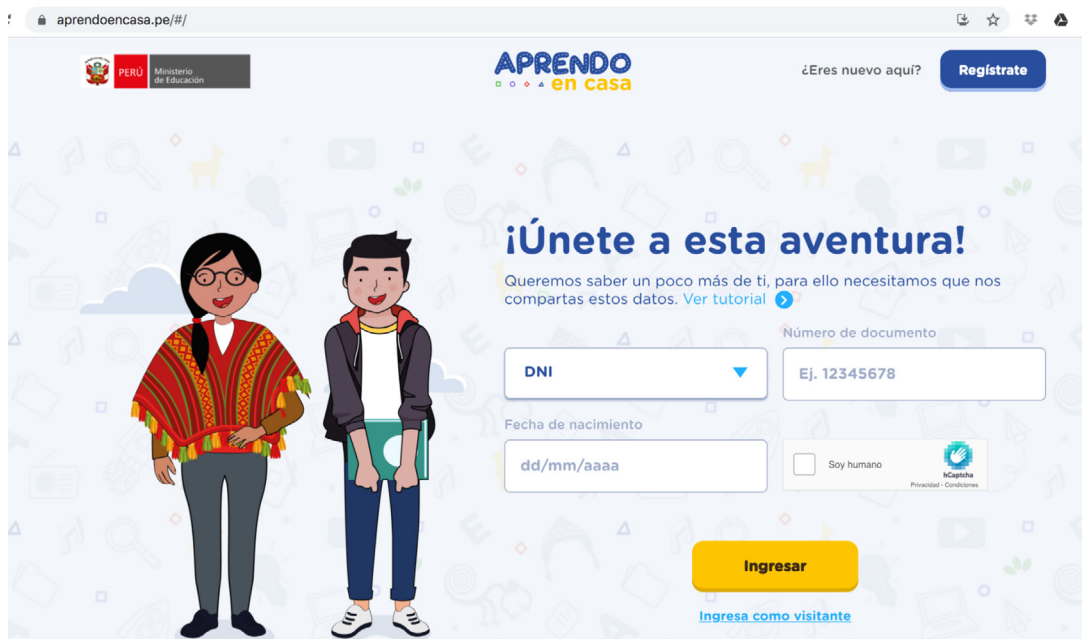 aprendoencasa.pe/#/
PERÚ
Ministerio
de Educación
APRENDO
en casa
¿Eres nuevo aquí?
Regístrate
¡Únete a esta aventura!
Queremos saber un poco más de ti, para ello necesitamos que nos
compartas estos datos. Ver tutorial
Número de documento
DNI
Ej. 12345678
Fecha de nacimiento
dd/mm/aaaa
Soy humano
hCaptcha
Privacidad - Condiciones
Ingresar
Ingresa como visitante